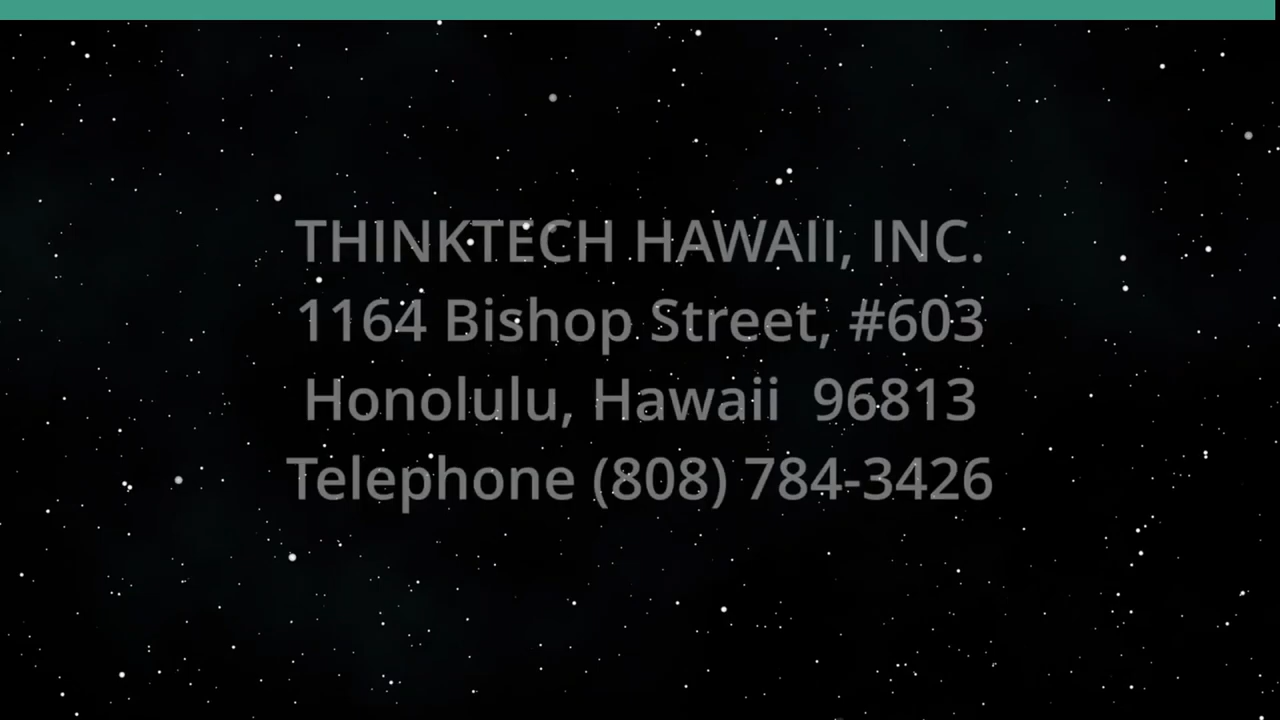 THINKTECH HAWAII, INC.
1164 Bishop Street, #603
Honolulu, Hawaii  96813
Telephone (808) 784-3426